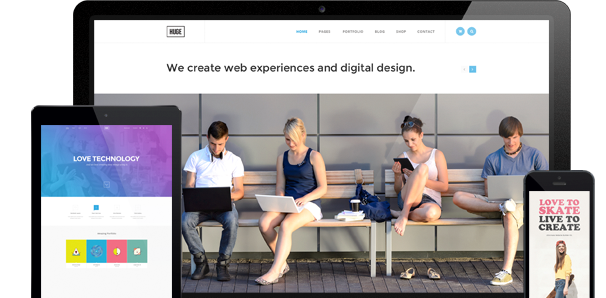 HUGE
HOME PAGES PORTFOLIO BLOG SHOP CONTACT
We create web experiences and digital design.
LOVE TECHNOLOGY
LOVE TO
SKATE
LIVE TO
CREATE